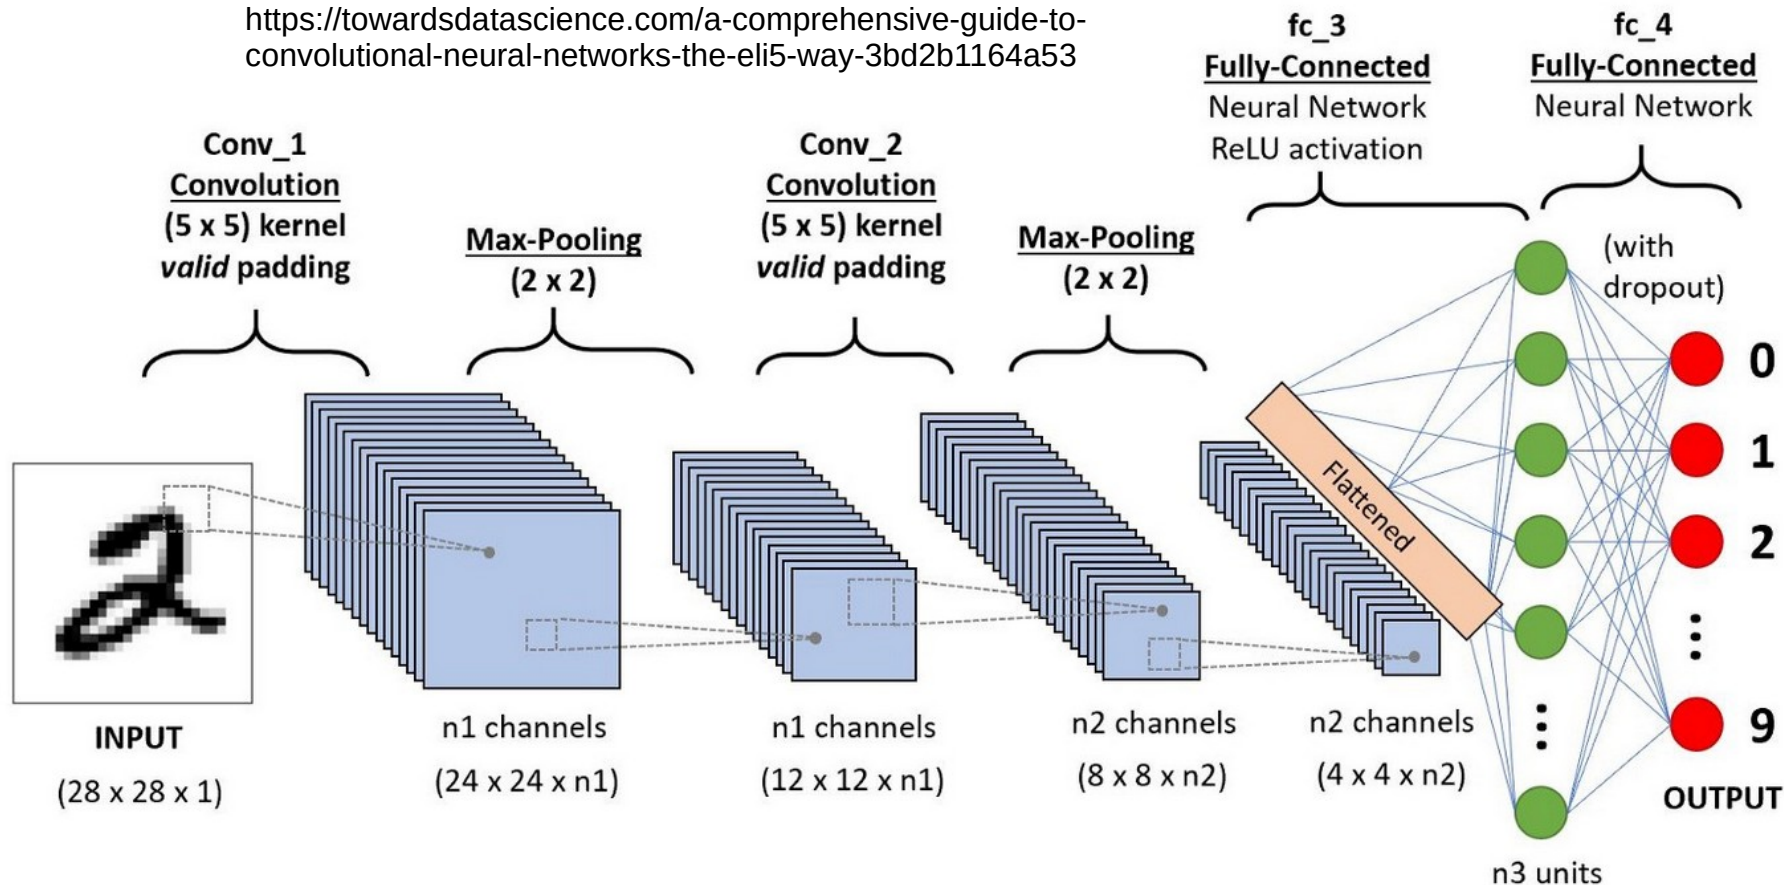 https://towardsdatascience.com/a-comprehensive-guide-to-
convolutional-neural-networks-the-eli5-way-3bd2b1164a53
fc_3
Fully-Connected
Neural Network
ReLU activation
fc_4
Fully-Connected
Neural Network
Conv_1
Convolution
(5 x 5) kernel
valid padding
Max-Pooling
(2 x 2)
Conv_2
Convolution
(5 x 5) kernel
valid padding
Max-Pooling
(2 x 2)
(with
dropout)
Flattened
0
1
2
9
INPUT
(28 x 28 x 1)
n1 channels
(24 x 24 x n1)
n1 channels
(12 x 12 x n1)
n2 channels
(8 x 8 x n2)
n2 channels
(4 x 4 x n2)
OUTPUT
n3 units